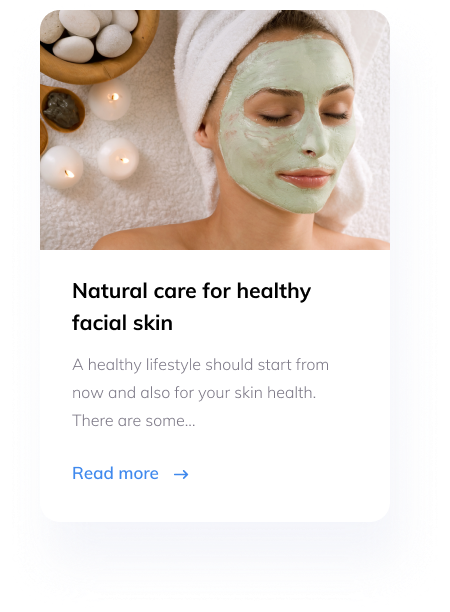 Natural care for healthy
facial skin
A healthy lifestyle should start from
now and also for your skin health.
There are some...
Read more →